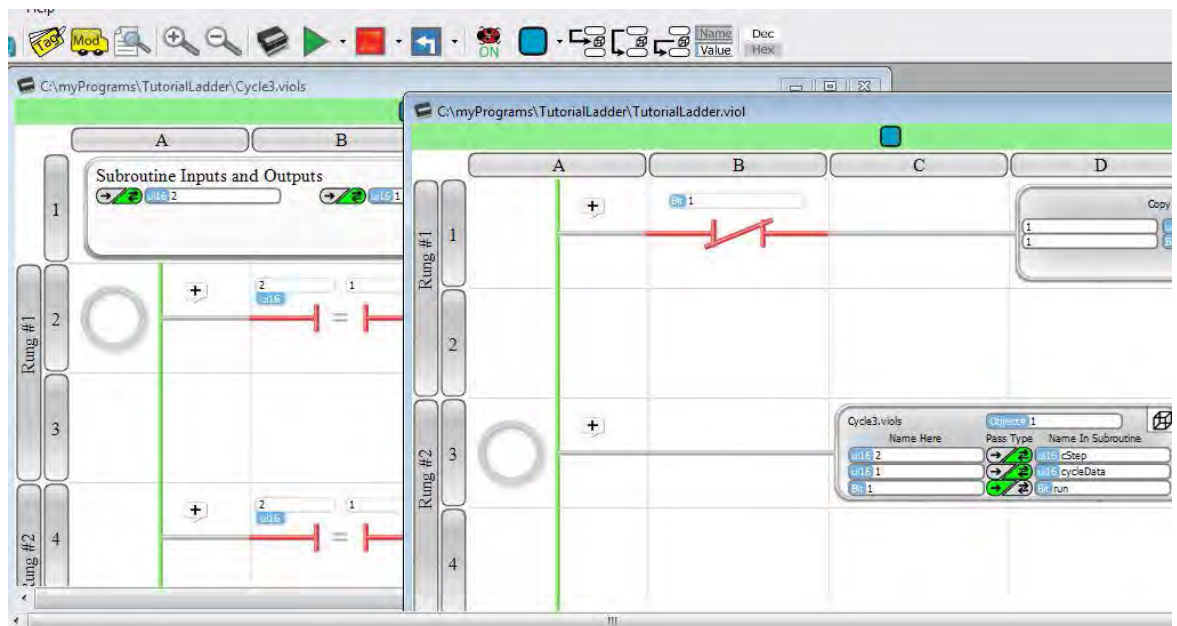 Help
Tag
Mod
ON
Name
Value
Dec
Hex
C:\myPrograms\TutorialLadder\Cycle3.viols
A
B
1
Subroutine Inputs and Outputs
ui16 2
ui16 1
Rung #1
2
2
ui16
1
=
3
Rung #2
4
2
ui16
1
=
C:\myPrograms\TutorialLadder\TutorialLadder.viol
A
B
C
D
Rung #1
1
Bit 1
Copy
1
1
2
Rung #2
3
Cycle3.viols
Object# 1
Name Here
Pass Type
Name In Subroutine
ui16 2
ui16 cStep
ui16 1
ui16 cycleData
Bit 1
Bit run
4